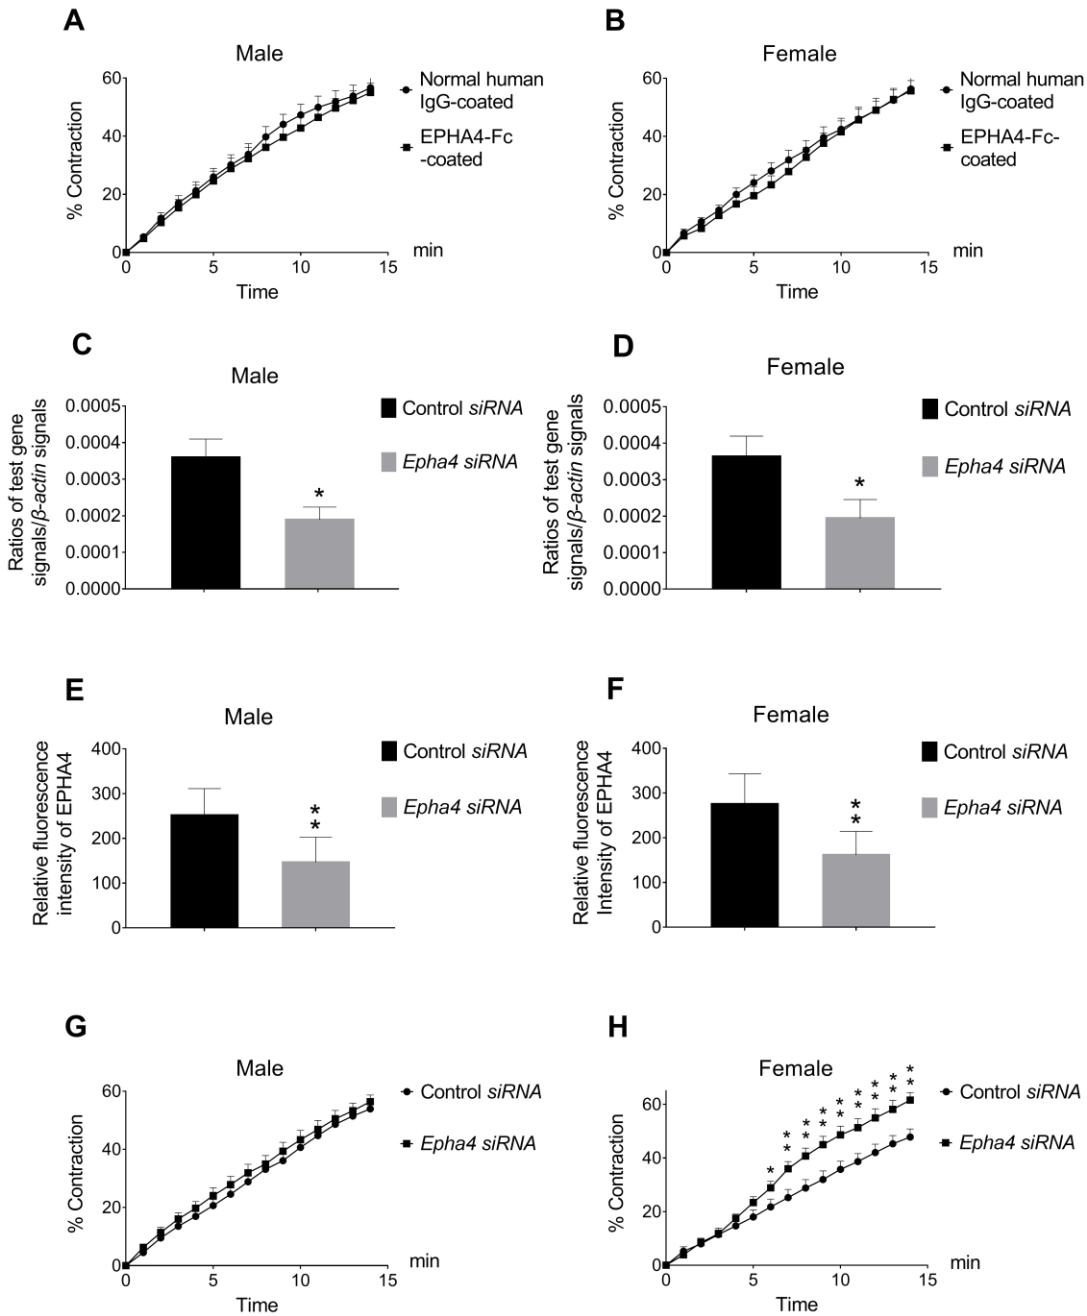 A
Male
% Contraction
60
40
20
0
0
5
10
15
min
Time
Normal human
IgG-coated
EPHA4-Fc
-coated
B
Female
% Contraction
60
40
20
0
0
5
10
15
min
Time
Normal human
IgG-coated
EPHA4-Fc-
coated
C
Male
Ratios of test gene
signals/β-actin signals
0.0005
0.0004
0.0003
0.0002
0.0001
0.0000
*
Control siRNA
Epha4 siRNA
D
Female
Ratios of test gene
signals/β-actin signals
0.0005
0.0004
0.0003
0.0002
0.0001
0.0000
*
Control siRNA
Epha4 siRNA
E
Male
Relative fluorescence
intensity of EPHA4
400
300
200
100
0
**
Control siRNA
Epha4 siRNA
F
Female
Relative fluorescence
Intensity of EPHA4
400
300
200
100
0
**
Control siRNA
Epha4 siRNA
G
Male
% Contraction
60
40
20
0
0
5
10
15
min
Time
Control siRNA
Epha4 siRNA
H
Female
% Contraction
60
40
20
0
0
5
10
15
min
Time
* ** ** ** ** ** ** ** **
Control siRNA
Epha4 siRNA